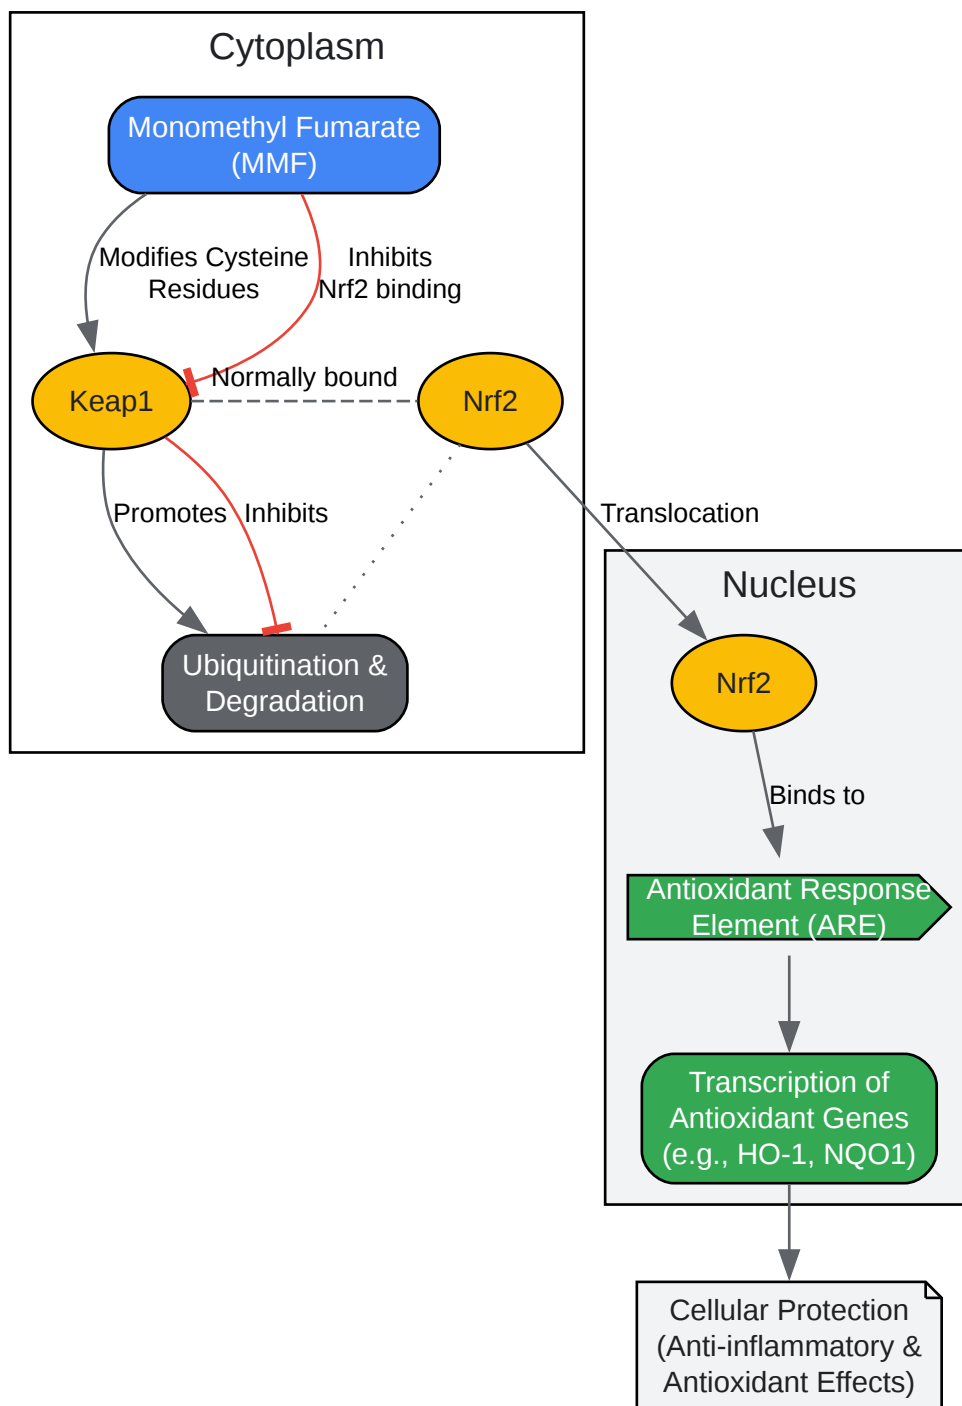 Cytoplasm
Monomethyl Fumarate
(MMF)
Modifies Cysteine
Residues
Inhibits
Nrf2 binding
Keap1
Normally bound
Nrf2
Promotes
Inhibits
Translocation
Ubiquitination &
Degradation
Nucleus
Nrf2
Binds to
Antioxidant Response
Element (ARE)
Transcription of
Antioxidant Genes
(e.g., HO-1, NQO1)
Cellular Protection
(Anti-inflammatory &
Antioxidant Effects)